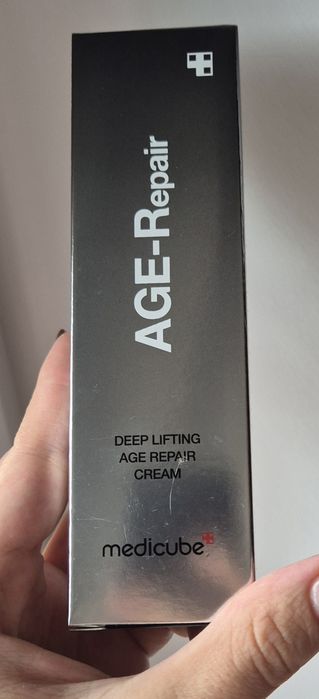 AGE-Repair
DEEP LIFTING
AGE REPAIR
CREAM
medicube